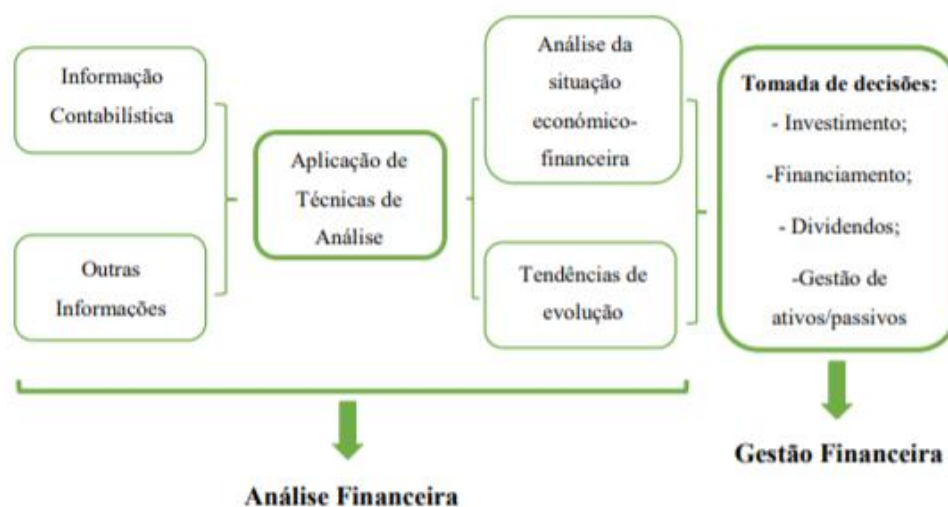 Informação
Contabilística
Outras
Informações
Aplicação de
Técnicas de
Análise
Análise da
situação
económico-
financeira
Tendências de
evolução
Tomada de decisões:
- Investimento;
-Financiamento;
- Dividendos;
-Gestão de
ativos/passivos
Análise Financeira
Gestão Financeira